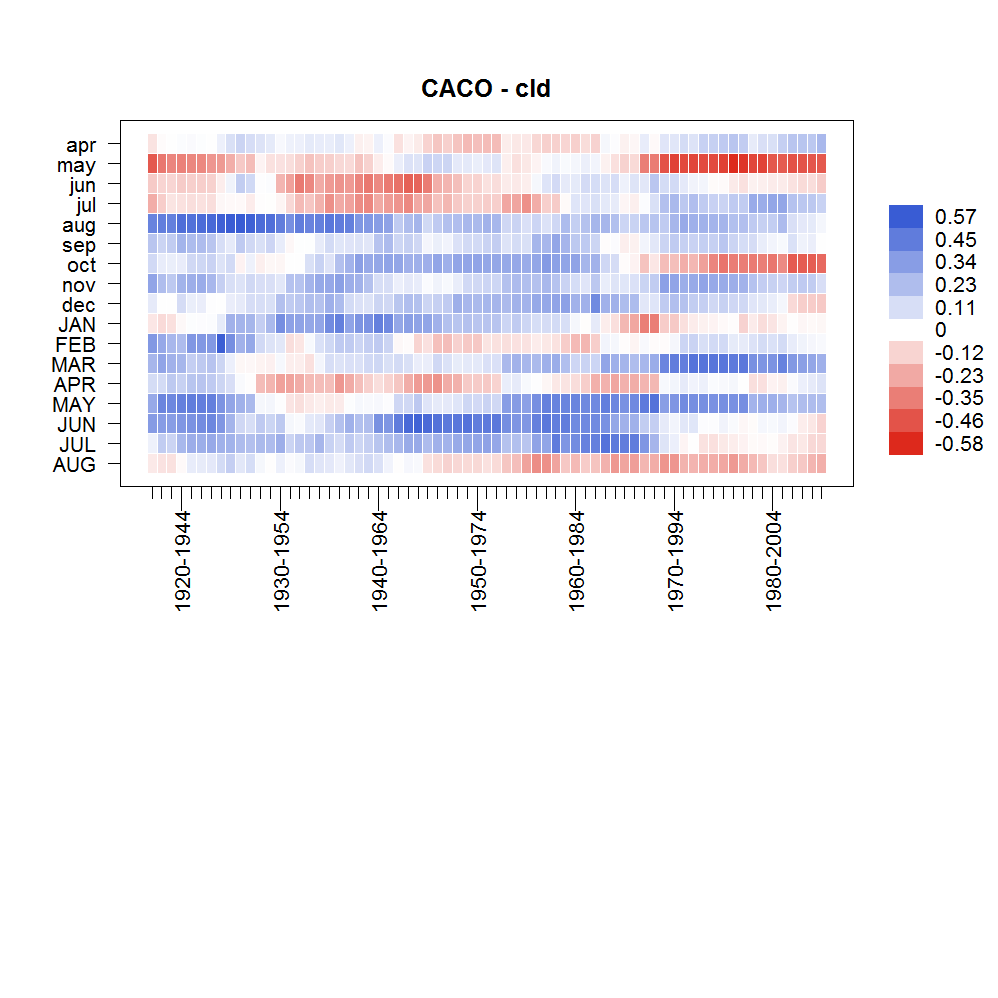 CACO - cld
apr
may
jun
jul
aug
sep
oct
nov
dec
JAN
FEB
MAR
APR
MAY
JUN
JUL
AUG
0.57
0.45
0.34
0.23
0.11
0
-0.12
-0.23
-0.35
-0.46
-0.58
1920-1944
1930-1954
1940-1964
1950-1974
1960-1984
1970-1994
1980-2004